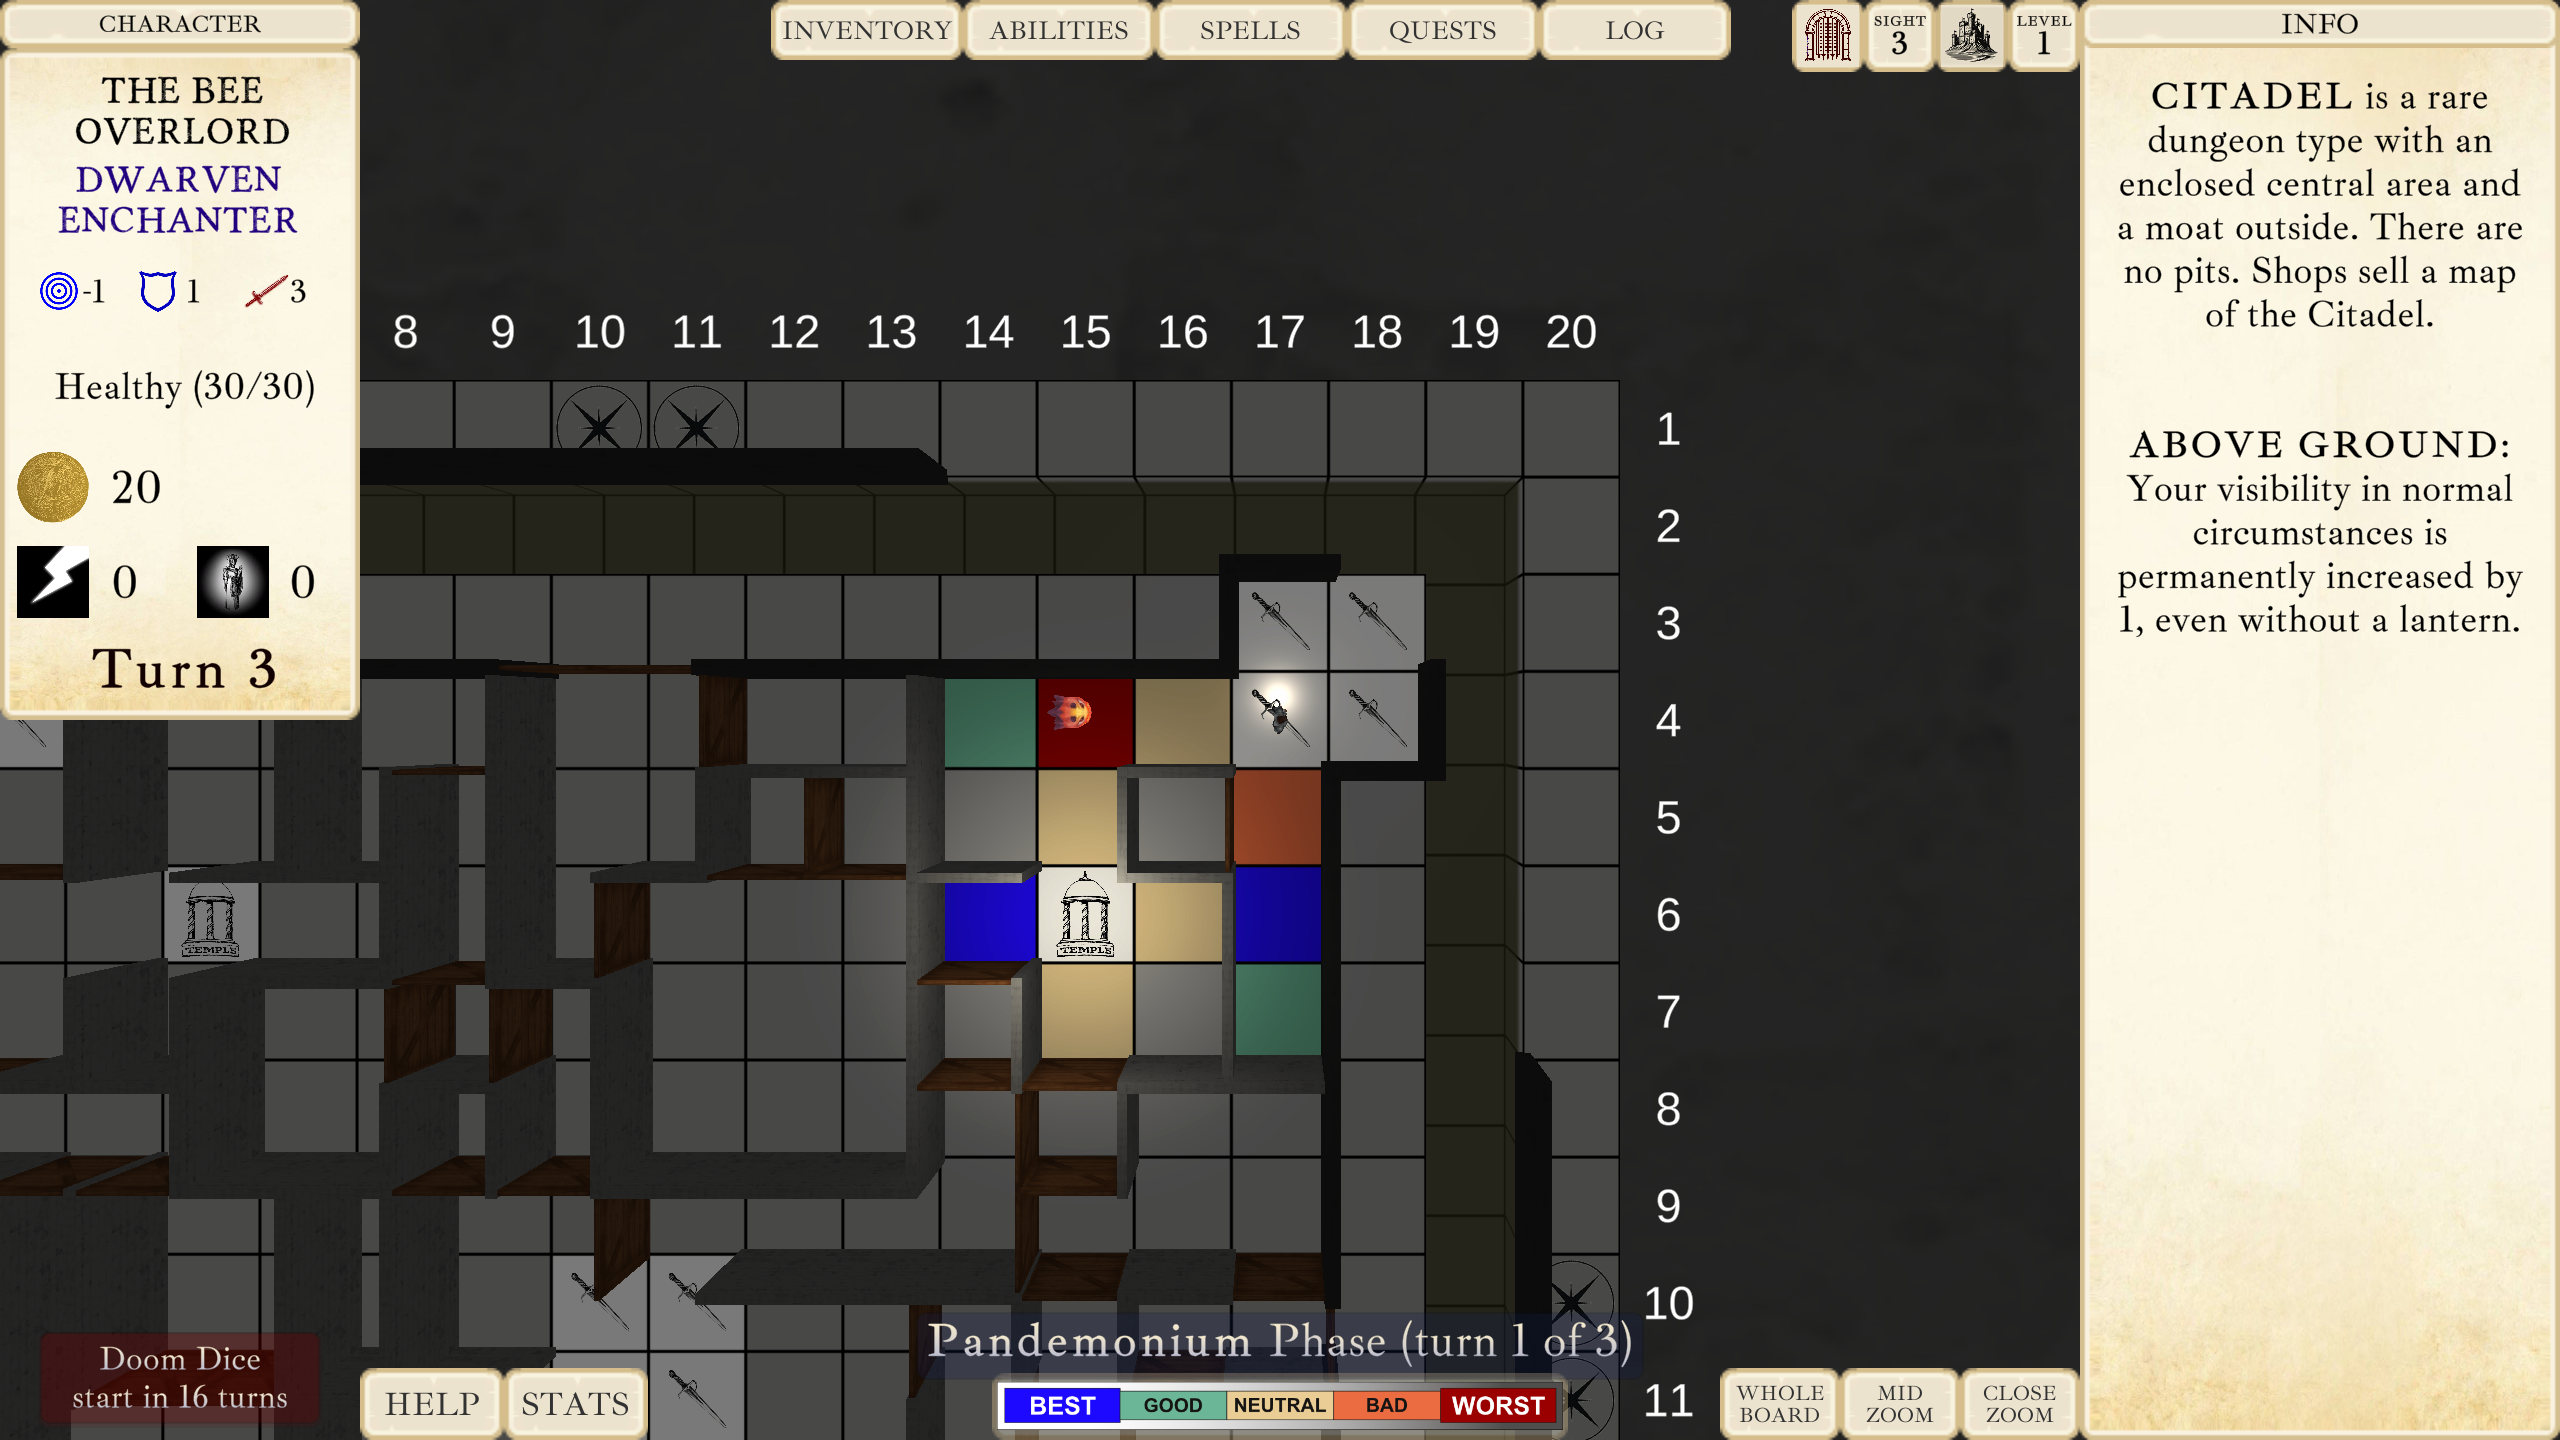 CHARACTER
THE BEE
OVERLORD
DWARVEN
ENCHANTER
-1
1
3
Healthy (30/30)
20
0
0
Turn 3
INVENTORY
ABILITIES
SPELLS
QUESTS
LOG
SIGHT
3
LEVEL
1
INFO
CITADEL is a rare
dungeon type with an
enclosed central area and
a moat outside. There are
no pits. Shops sell a map
of the Citadel.
ABOVE GROUND:
Your visibility in normal
circumstances is
permanently increased by
1, even without a lantern.
8 9 10 11 12 13 14 15 16 17 18 19 20
1
2
3
4
5
6
7
8
9
10
11
TEMPLE
TEMPLE
Doom Dice
start in 16 turns
HELP
STATS
Pandemonium Phase (turn 1 of 3)
BEST
GOOD
NEUTRAL
BAD
WORST
WHOLE
BOARD
MID
ZOOM
CLOSE
ZOOM